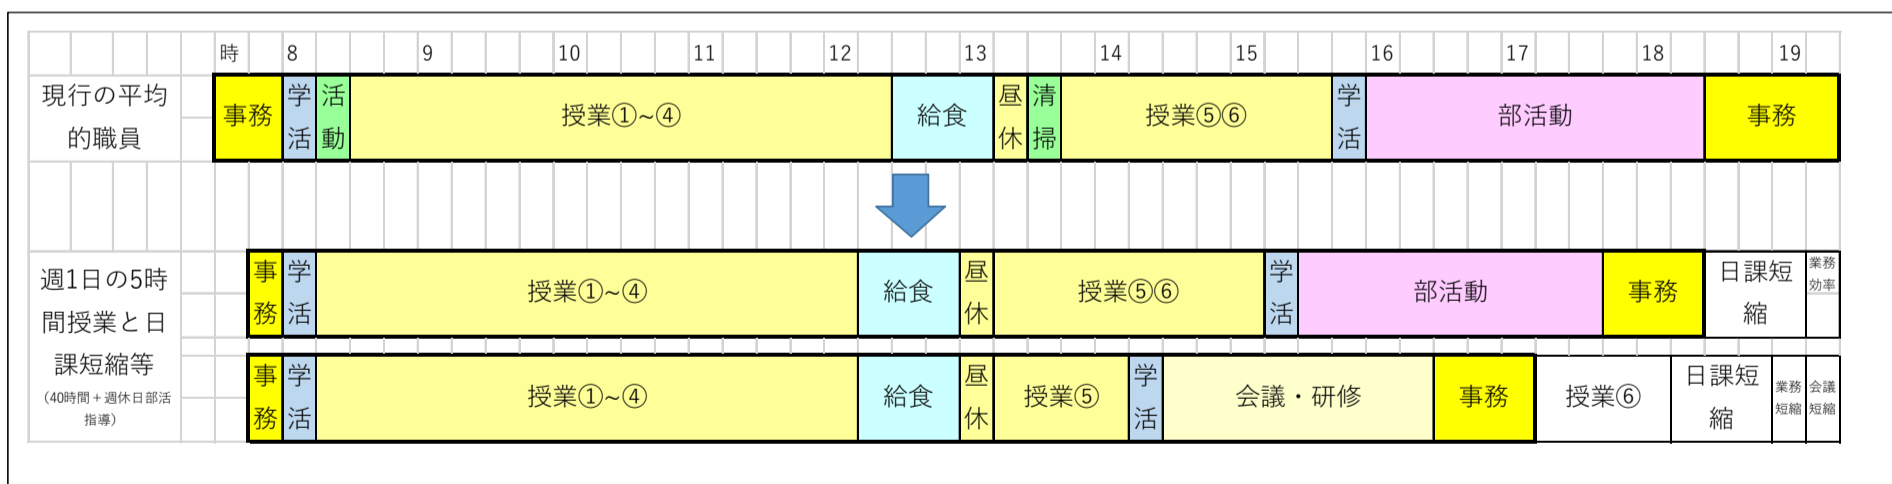 時 8 9 10 11 12 13 14 15 16 17 18 19
現行の平均
的職員
事務
学
活
活
動
授業①~④
給食
昼
休
清
掃
授業⑤⑥
学
活
部活動
事務
週1日の5時
間授業と日
課短縮等
(40時間+週休日部活
指導)
事
務
学
活
授業①~④
給食
昼
休
授業⑤⑥
学
活
部活動
事務
日課短
縮
業務
効率
事
務
学
活
授業①~④
給食
昼
休
授業⑤
学
活
会議・研修
事務
授業⑥
日課短
縮
業務
短縮
会議
短縮